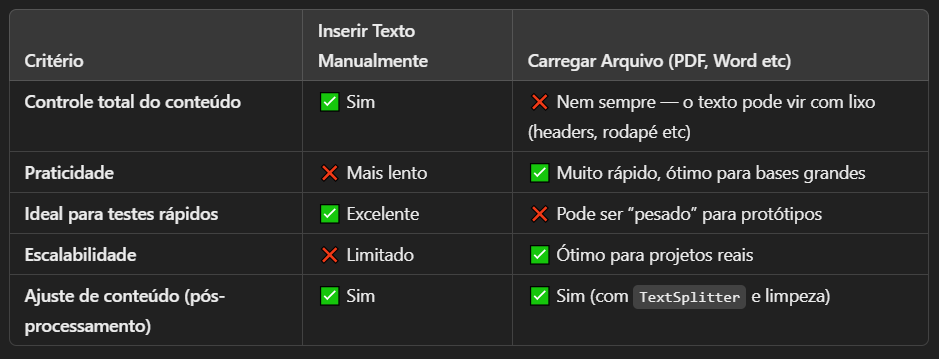 Critério
Inserir Texto
Manualmente
Carregar Arquivo (PDF, Word etc)
Controle total do conteúdo
✅ Sim
❌ Nem sempre — o texto pode vir com lixo
(headers, rodapé etc)
Praticidade
❌ Mais lento
✅ Muito rápido, ótimo para bases grandes
Ideal para testes rápidos
✅ Excelente
❌ Pode ser “pesado” para protótipos
Escalabilidade
❌ Limitado
✅ Ótimo para projetos reais
Ajuste de conteúdo (pós-
processamento)
✅ Sim
✅ Sim (com TextSplitter e limpeza)